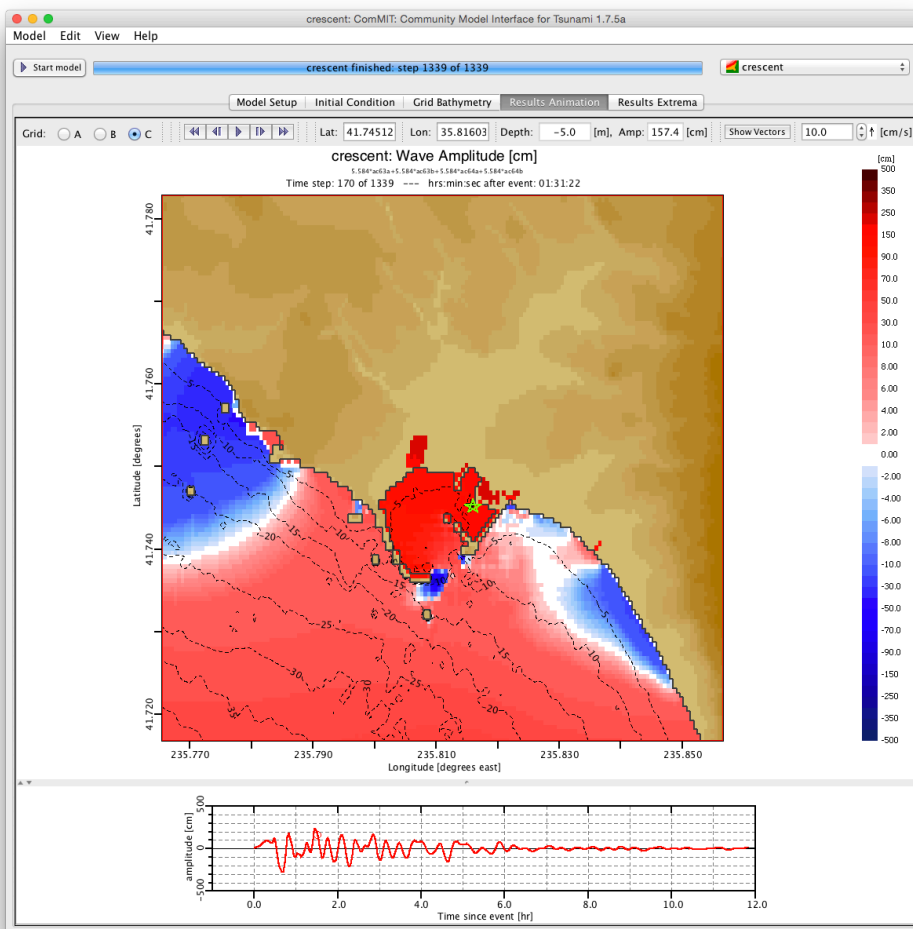 crescent: ComMIT: Community Model Interface for Tsunami 1.7.5a
Model Edit View Help
Start model crescent finished: step 1339 of 1339 crescent
Model Setup Initial Condition Grid Bathymetry Results Animation Results Extrema
Grid: A B C Lat: 41.74512 Lon: 35.81603 Depth: -5.0 [m], Amp: 157.4 [cm] Show Vectors 10.0 [cm/s]
crescent: Wave Amplitude [cm]
5.584*ac63a+5.584*ac63b+5.584*ac64a+5.584*ac64b
Time step: 170 of 1339 --- hrs:min:sec after event: 01:31:22
[cm]
500
350
250
150
90.0
50.0
30.0
10.0
8.00
6.00
4.00
2.00
0.00
-2.00
-4.00
-6.00
-8.00
-10.0
-30.0
-50.0
-70.0
-90.0
-150
-250
-350
-500
41.780
41.760
41.740
41.720
Latitude [degrees]
235.770 235.790 235.810 235.830 235.850
Longitude [degrees east]
500
0
-500
amplitude [cm]
0.0 2.0 4.0 6.0 8.0 10.0 12.0
Time since event [hr]